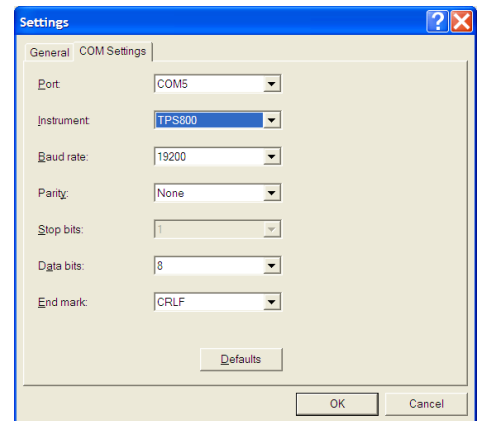 Settings
General COM Settings
Port: COM5
Instrument: TPS800
Baud rate: 19200
Parity: None
Stop bits: 1
Data bits: 8
End mark: CRLF
Defaults
OK Cancel